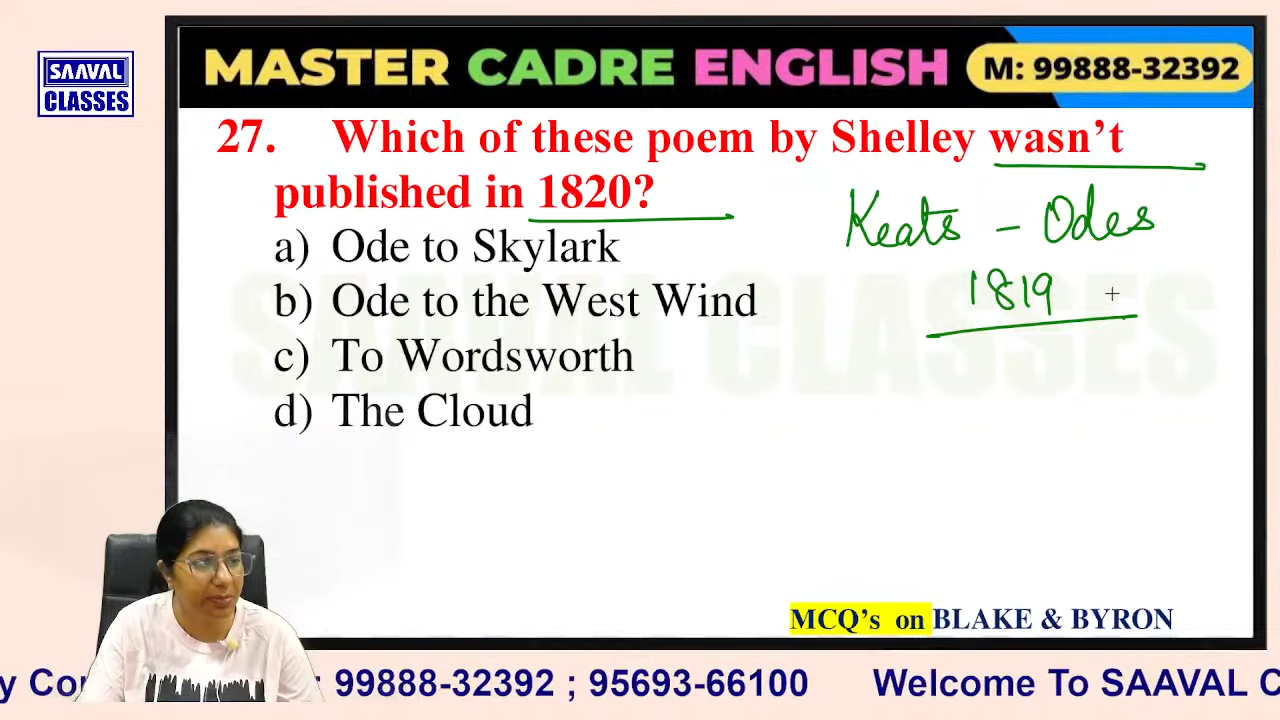 SAAVAL
CLASSES
MASTER CADRE ENGLISH
M: 99888-32392
27. Which of these poem by Shelley wasn't
published in 1820?
Keats - Odes
1819
a) Ode to Skylark
b) Ode to the West Wind
c) To Wordsworth
d) The Cloud
SAAVAL CLASSES
MCQ's on BLAKE & BYRON
99888-32392 ; 95693-66100 Welcome To SAAVAL